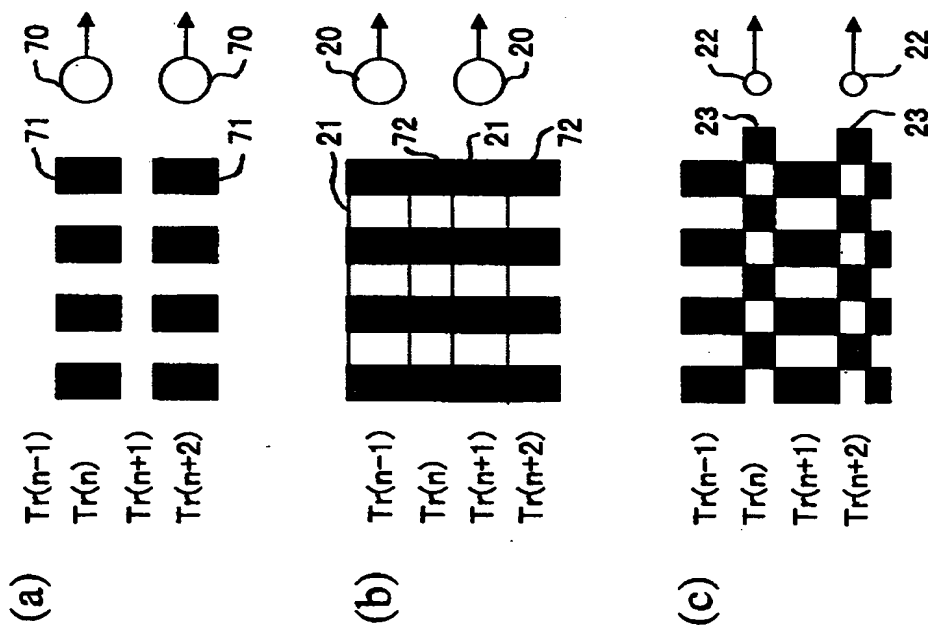 (a)
Tr(n-1)
Tr(n)
Tr(n+1)
Tr(n+2)
71
70
71
70
(b)
Tr(n-1)
Tr(n)
Tr(n+1)
Tr(n+2)
21
72
21
72
20
20
(c)
Tr(n-1)
Tr(n)
Tr(n+1)
Tr(n+2)
23
22
23
22